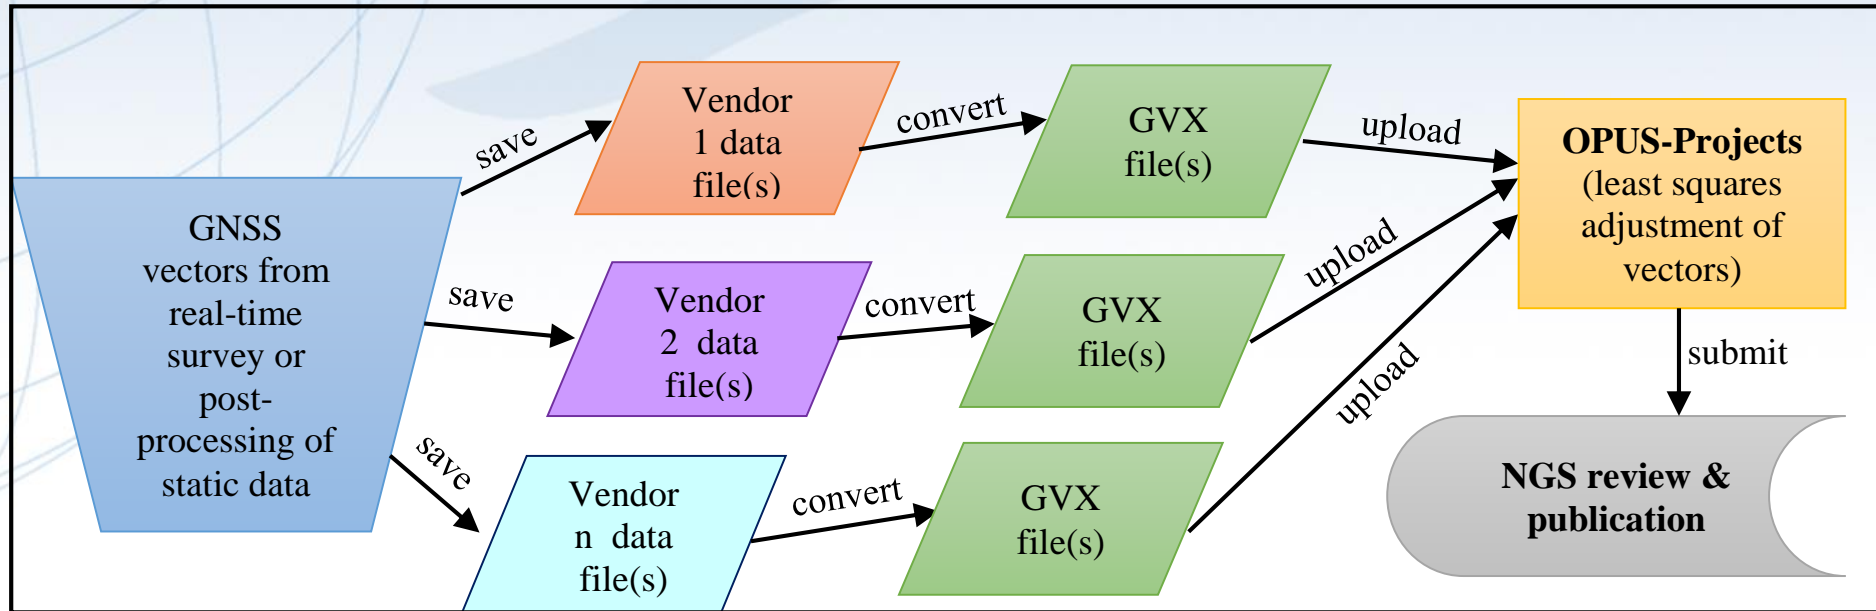 GNSS
vectors from
real-time
survey or
post-
processing of
static data
save
save
save
Vendor
1 data
file(s)
convert
GVX
file(s)
upload
Vendor
2 data
file(s)
convert
GVX
file(s)
upload
Vendor
n data
file(s)
convert
GVX
file(s)
upload
OPUS-Projects
(least squares
adjustment of
vectors)
submit
NGS review &
publication